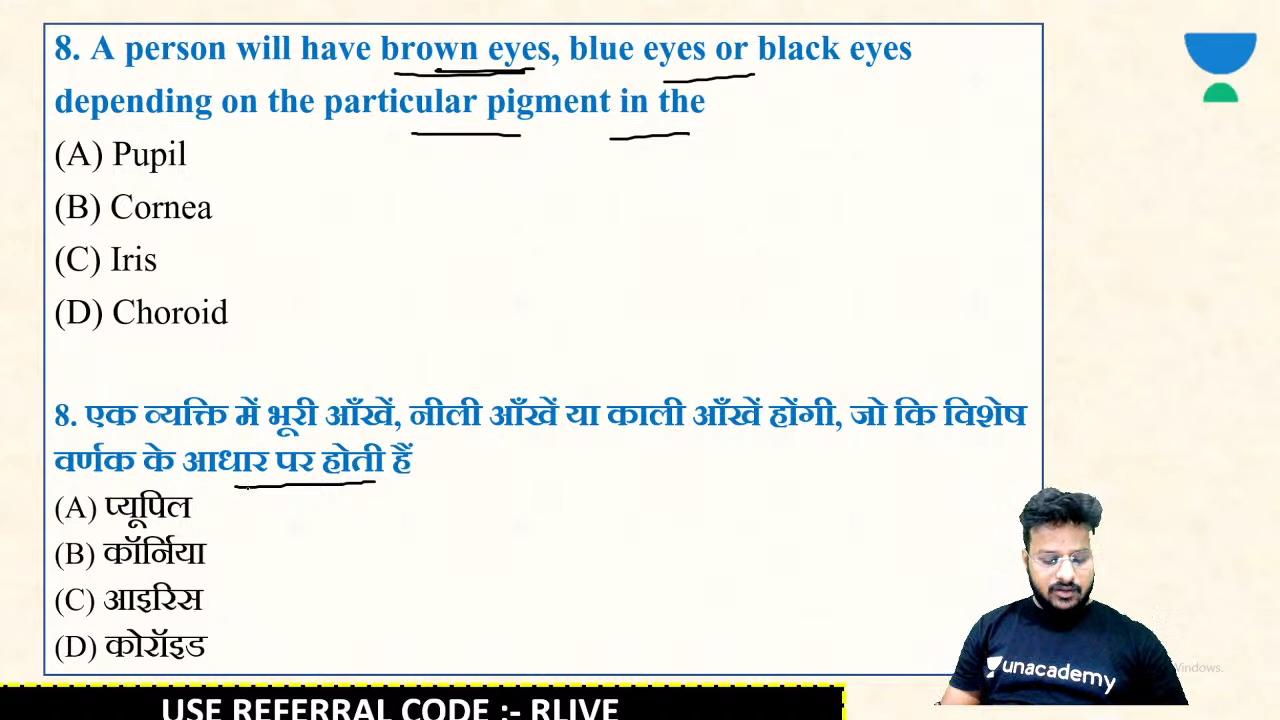 8. A person will have brown eyes, blue eyes or black eyes
depending on the particular pigment in the
(A) Pupil
(B) Cornea
(C) Iris
(D) Choroid
8. एक व्यक्ति में भूरी आँखें, नीली आँखें या काली आँखें होंगी, जो कि विशेष
वर्णक के आधार पर होती हैं
(A) प्यूपिल
(B) कॉर्निया
(C) आइरिस
(D) कोरॉइड
unacademy
Windows.
USE REFERRAL CODE :- RLIVE